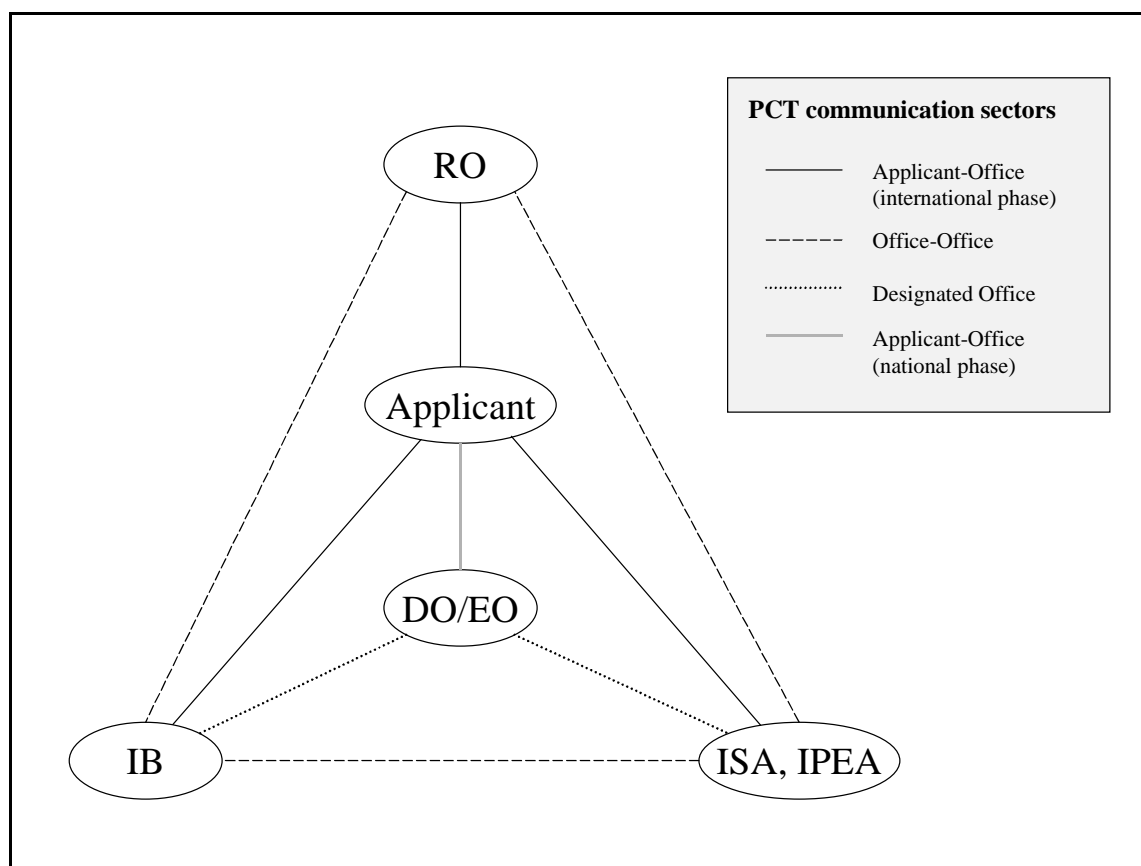 PCT communication sectors
RO
Applicant-Office
(international phase)
Office-Office
Designated Office
Applicant-Office
(national phase)
Applicant
DO/EO
IB
ISA, IPEA